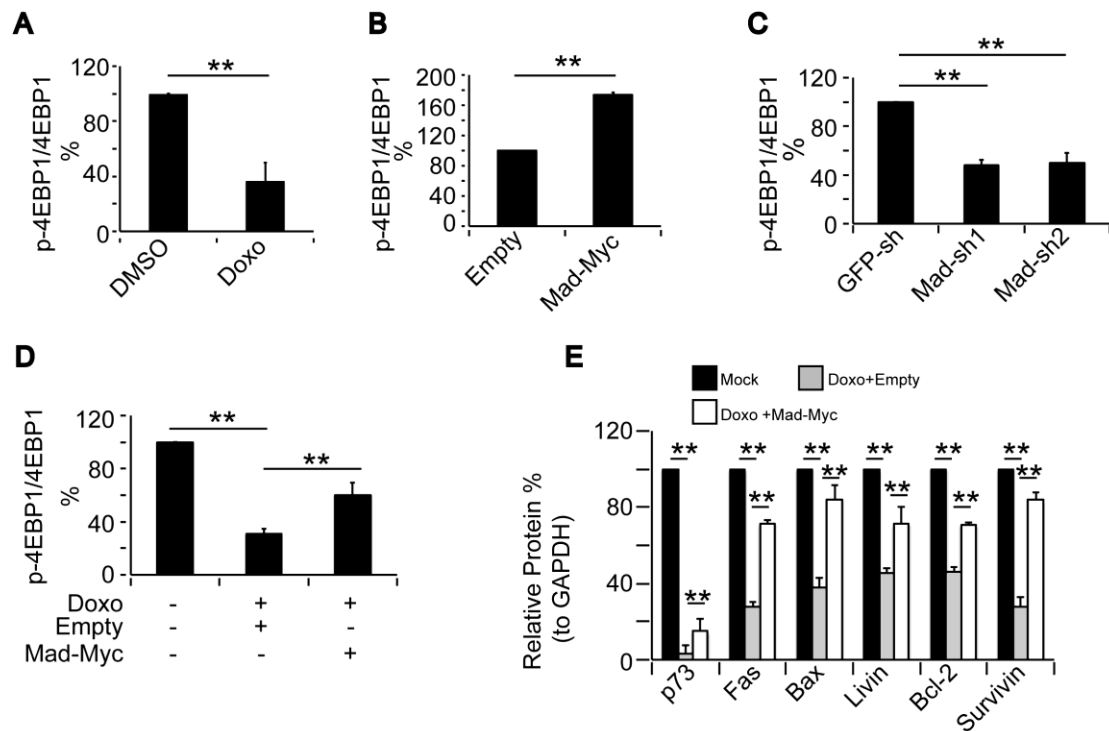 A
p-4EBP1/4EBP1
%
120
80
40
0
**
DMSO
Doxo
B
p-4EBP1/4EBP1
%
200
160
120
80
40
0
**
Empty
Mad-Myc
C
p-4EBP1/4EBP1
%
120
80
40
0
**
**
GFP-sh
Mad-sh1
Mad-sh2
D
p-4EBP1/4EBP1
%
120
80
40
0
**
**
Doxo - + +
Empty - + -
Mad-Myc - - +
E
Mock
Doxo+Empty
Doxo +Mad-Myc
Relative Protein %
(to GAPDH)
120
80
40
0
** ** ** ** ** **
** ** ** ** ** **
p73
Fas
Bax
Livin
Bcl-2
Survivin